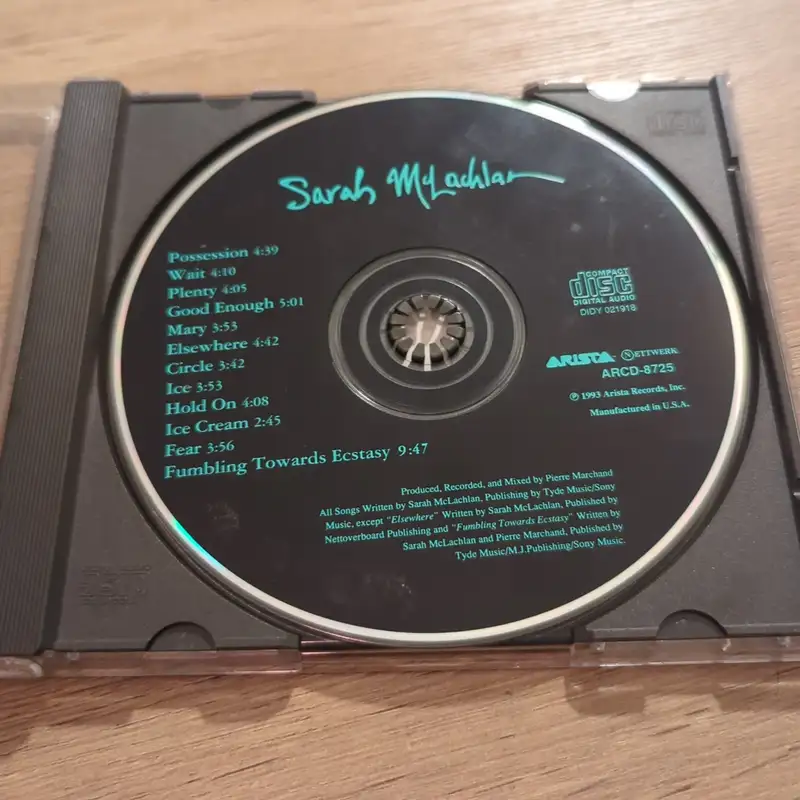 Sarah McLachlan
Possession 4:39
Wait 4:10
Plenty 4:05
Good Enough 5:01
Mary 3:53
Elsewhere 4:42
Circle 3:42
Ice 3:53
Hold On 4:08
Ice Cream 2:45
Fear 3:56
Fumbling Towards Ecstasy 9:47
COMPACT
disc
DIGITAL AUDIO
DIDY 021918
ARISTA NETTWERK
ARCD-8725
℗ 1993 Arista Records, Inc.
Manufactured in U.S.A.
Produced, Recorded, and Mixed by Pierre Marchand
All Songs Written by Sarah McLachlan, Publishing by Tyde Music/Sony
Music, except "Elsewhere" Written by Sarah McLachlan, Published by
Nettoverboard Publishing and "Fumbling Towards Ecstasy" Written by
Sarah McLachlan and Pierre Marchand, Published by
Tyde Music/M.J.Publishing/Sony Music.